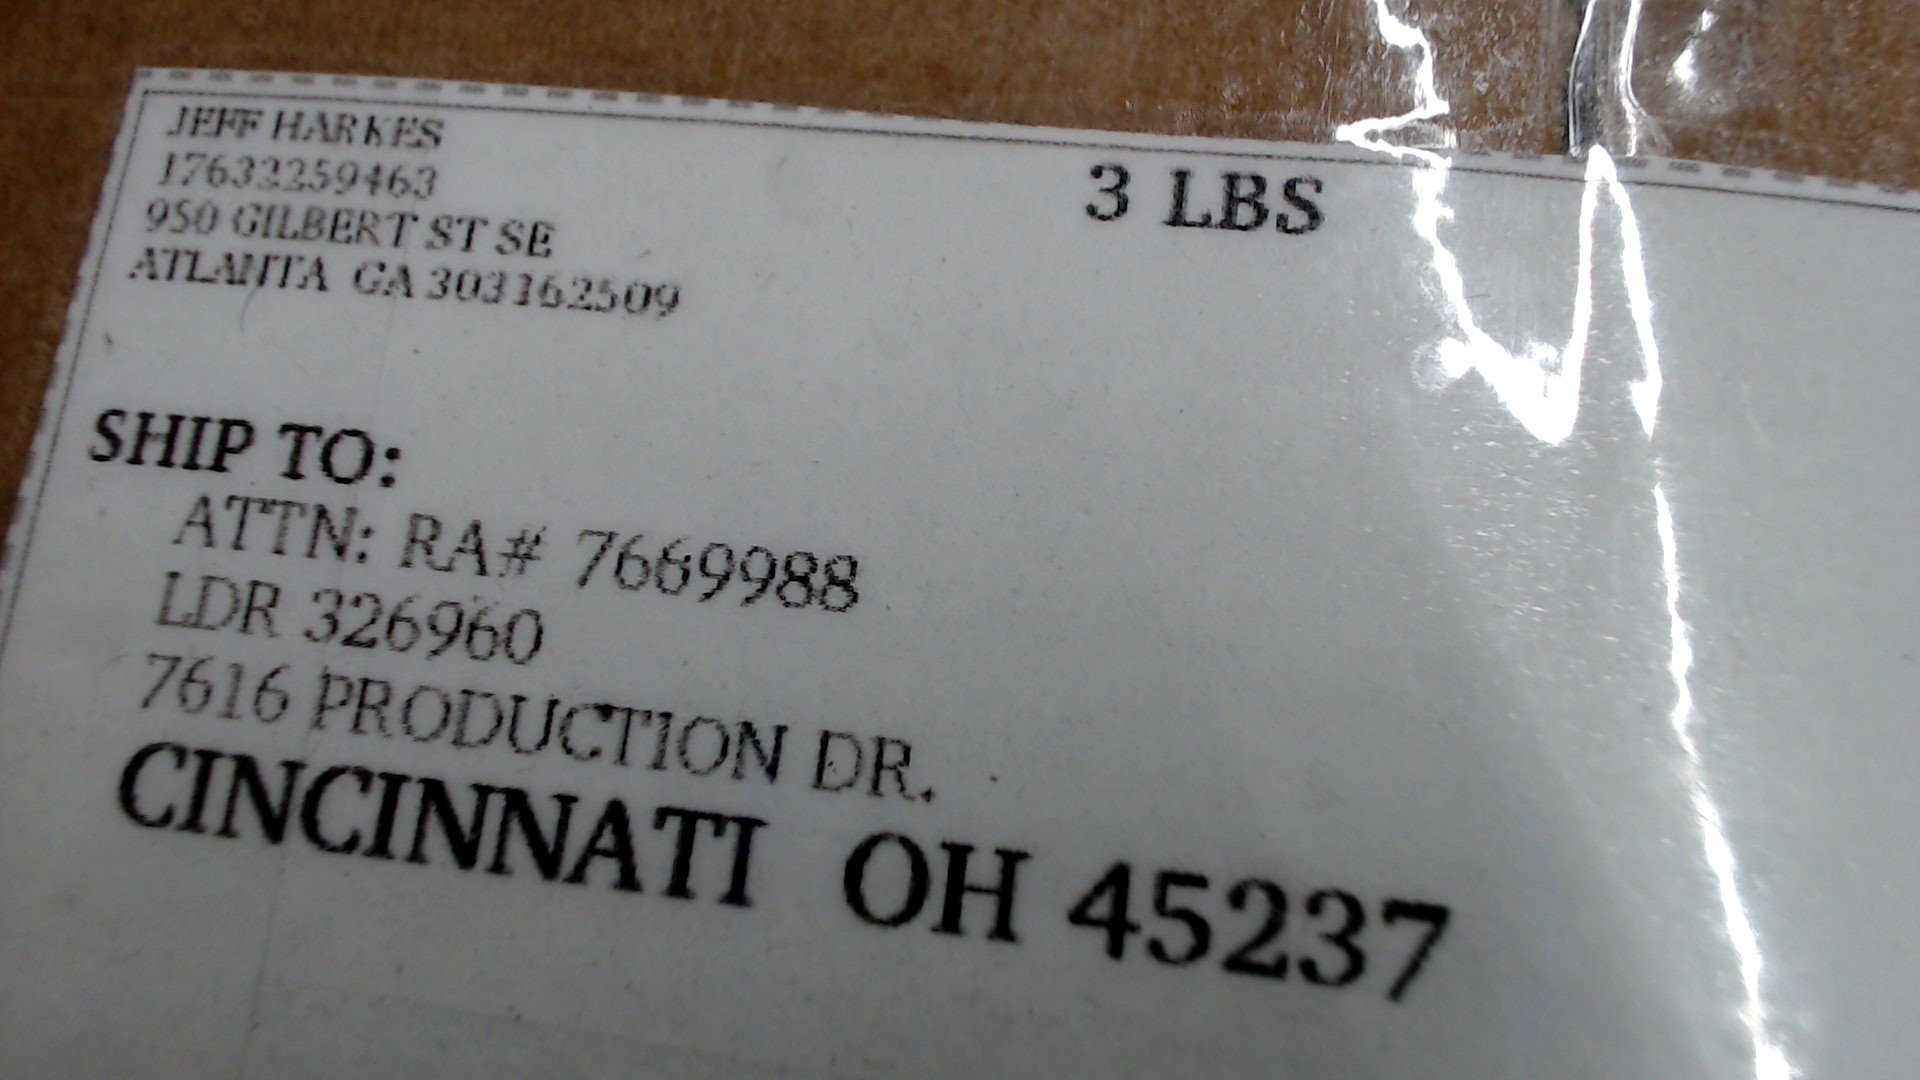 JEFF HARKES
17632259463
950 GILBERT ST SE
ATLANTA GA 303162509
3 LBS
SHIP TO:
ATTN: RA# 7669988
LDR 326960
7616 PRODUCTION DR.
CINCINNATI OH 45237